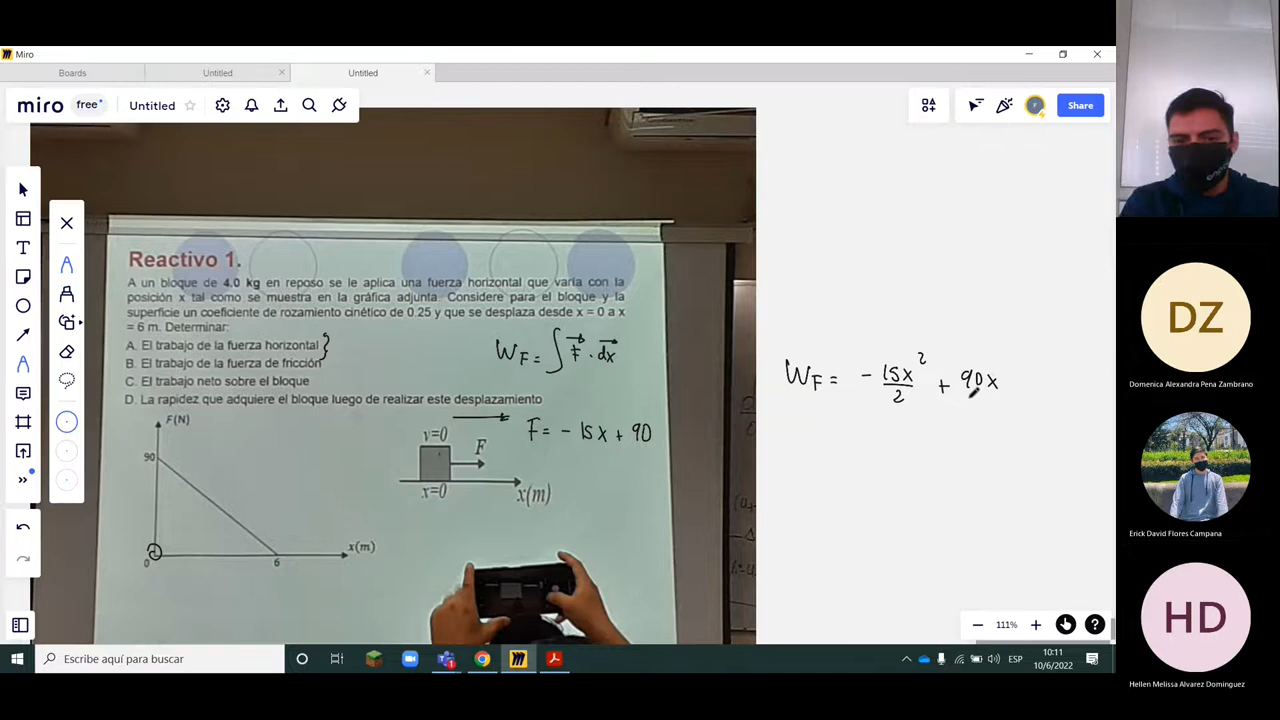 Miro
Boards
Untitled
Untitled
miro
free
Untitled
Share
Reactivo 1.
A un bloque de 4.0 kg en reposo se le aplica una fuerza horizontal que varía con la
posición x tal como se muestra en la gráfica adjunta. Considere para el bloque y la
superficie un coeficiente de rozamiento cinético de 0.25 y que se desplaza desde x = 0 a x
= 6 m. Determinar:
A. El trabajo de la fuerza horizontal
B. El trabajo de la fuerza de fricción
C. El trabajo neto sobre el bloque
D. La rapidez que adquiere el bloque luego de realizar este desplazamiento
W_F = ∫ F⃗ · dx⃗
F = - 15x + 90
W_F = - 15x²/2 + 90x
F(N)
90
0
6
x(m)
v=0
F
x=0
x(m)
111%
DZ
Domenica Alexandra Pena Zambrano
Erick David Flores Campana
HD
Hellen Melissa Alvarez Dominguez
Escribe aquí para buscar
ESP
10:11
10/6/2022